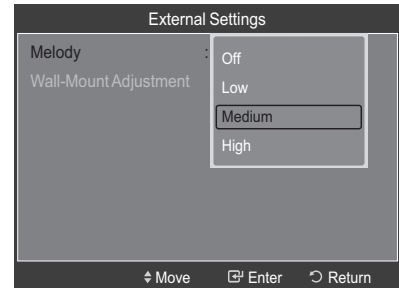 External Settings
Melody :
Off
Low
Medium
High
Wall-Mount Adjustment
Move Enter Return